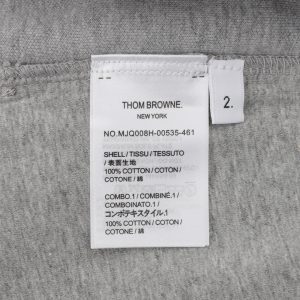 THOM BROWNE.
NEW YORK
2.
NO.MJQ008H-00535-461
SHELL / TISSU / TESSUTO
/ 表面生地
100% COTTON / COTON /
COTONE / 綿
COMBO.1 / COMBINÉ.1 /
COMBOINATO.1 /
コンボテキスタイル.1
100% COTTON / COTON /
COTONE / 綿